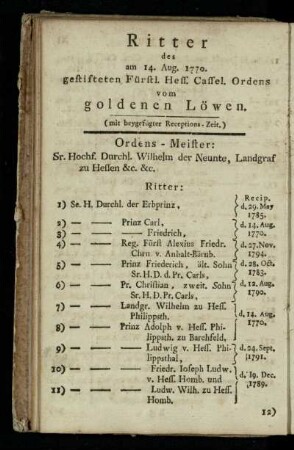 Ritter
des
am 14. Aug. 1770.
gestifteten Fürstl. Hess. Cassel. Ordens
vom
goldenen Löwen.
(mit beygefügter Receptions-Zeit.)
Ordens-Meister:
Sr. Hochf. Durchl. Wilhelm der Neunte, Landgraf
zu Hessen &c. &c.
Ritter:
Recip.
1) Se. H. Durchl. der Erbprinz, d. 29. May 1785.
2) — — Prinz Carl, d. 14. Aug.
3) — — — Friedrich, 1770.
4) — — Reg. Fürst Alexius Friedr. d. 27. Nov.
Chrn. v. Anhalt-Bärnb. 1794.
5) — — Prinz Friederich, ält. Sohn d. 28. Oct.
Sr. H. D. d. Pr. Carls, 1783.
6) — — Pr. Christian, zweit. Sohn d. 12. Aug.
Sr. H. D. d. Pr. Carls, 1790.
7) — — Landgr. Wilhelm zu Hess.
Philippsth. d. 14. Aug.
8) — — Prinz Adolph v. Hess. Phi- 1770.
lippsth. zu Barchfeld,
9) — — — Ludwig v. Hess. Phi- d. 24. Sept.
lippsthal, 1791.
10) — — — Friedr. Joseph Ludw.
v. Hess. Homb. und d. 19. Dec.
11) — — — Ludw. Wilh. zu Hess. 1789.
Homb.
12)